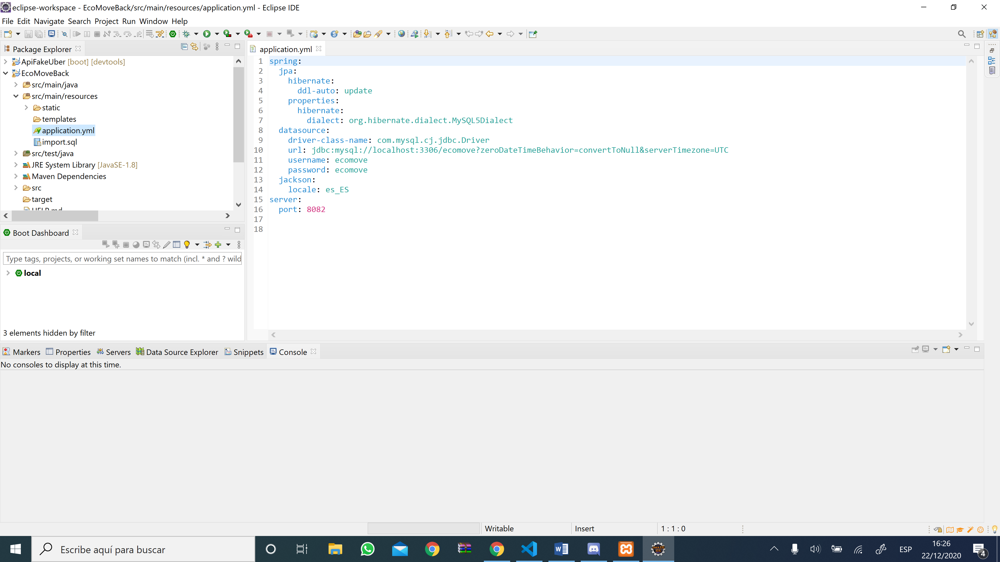 eclipse-workspace - EcoMoveBack/src/main/resources/application.yml - Eclipse IDE
File Edit Navigate Search Project Run Window Help
Package Explorer
ApiFakeUber [boot] [devtools]
EcoMoveBack
src/main/java
src/main/resources
static
templates
application.yml
import.sql
src/test/java
JRE System Library [JavaSE-1.8]
Maven Dependencies
src
target
HELP.md
Boot Dashboard
Type tags, projects, or working set names to match (incl. * and ? wild
local
3 elements hidden by filter
application.yml
1 spring:
2 jpa:
3 hibernate:
4 ddl-auto: update
5 properties:
6 hibernate:
7 dialect: org.hibernate.dialect.MySQL5Dialect
8 datasource:
9 driver-class-name: com.mysql.cj.jdbc.Driver
10 url: jdbc:mysql://localhost:3306/ecomove?zeroDateTimeBehavior=convertToNull&serverTimezone=UTC
11 username: ecomove
12 password: ecomove
13 jackson:
14 locale: es_ES
15 server:
16 port: 8082
17
18
Markers Properties Servers Data Source Explorer Snippets Console
No consoles to display at this time.
Writable Insert 1 : 1 : 0
Escribe aquí para buscar
ESP
16:26
22/12/2020
4